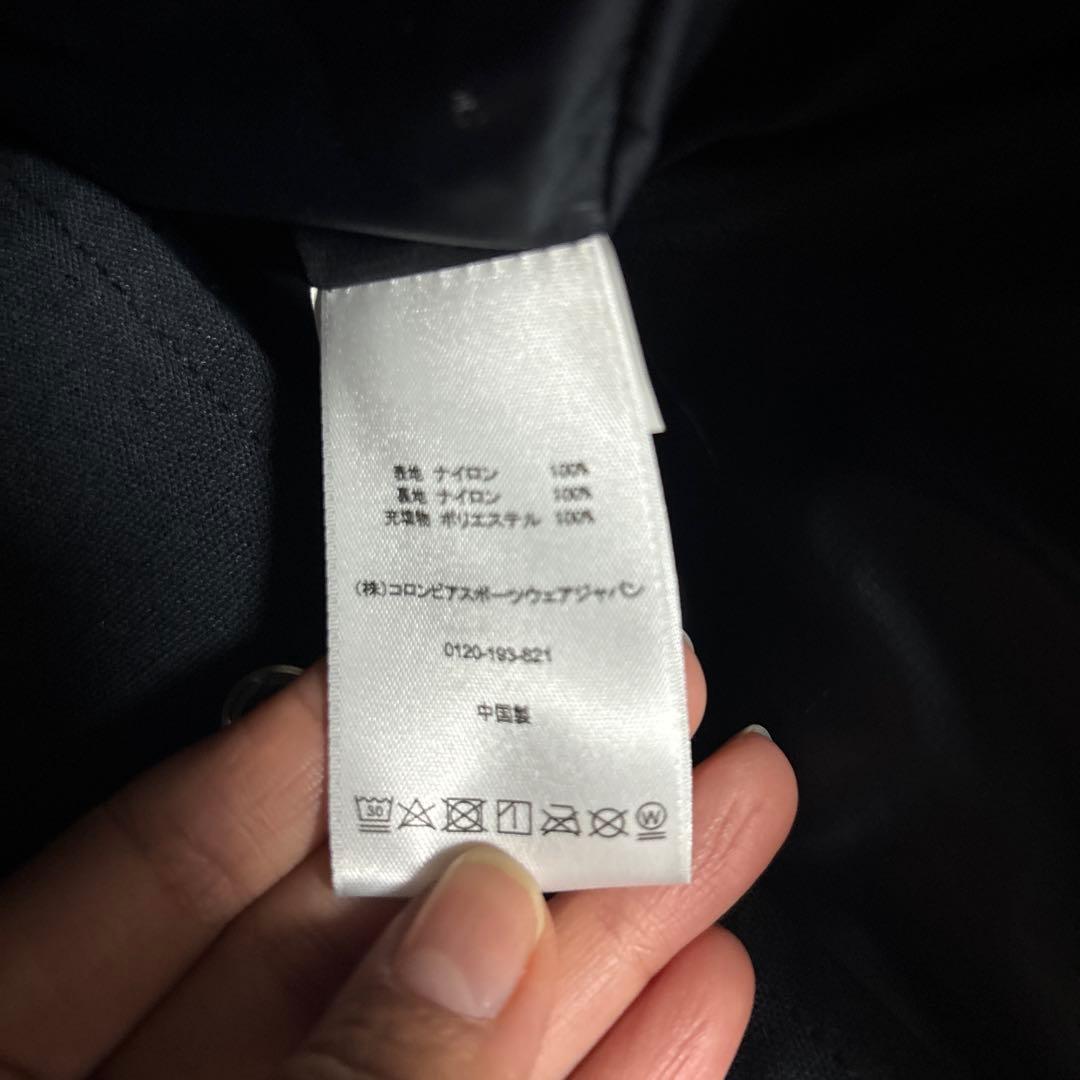 表地 ナイロン 100%
裏地 ナイロン 100%
充填物 ポリエステル 100%
(株)コロンビアスポーツウェアジャパン
0120-193-821
中国製
30 W